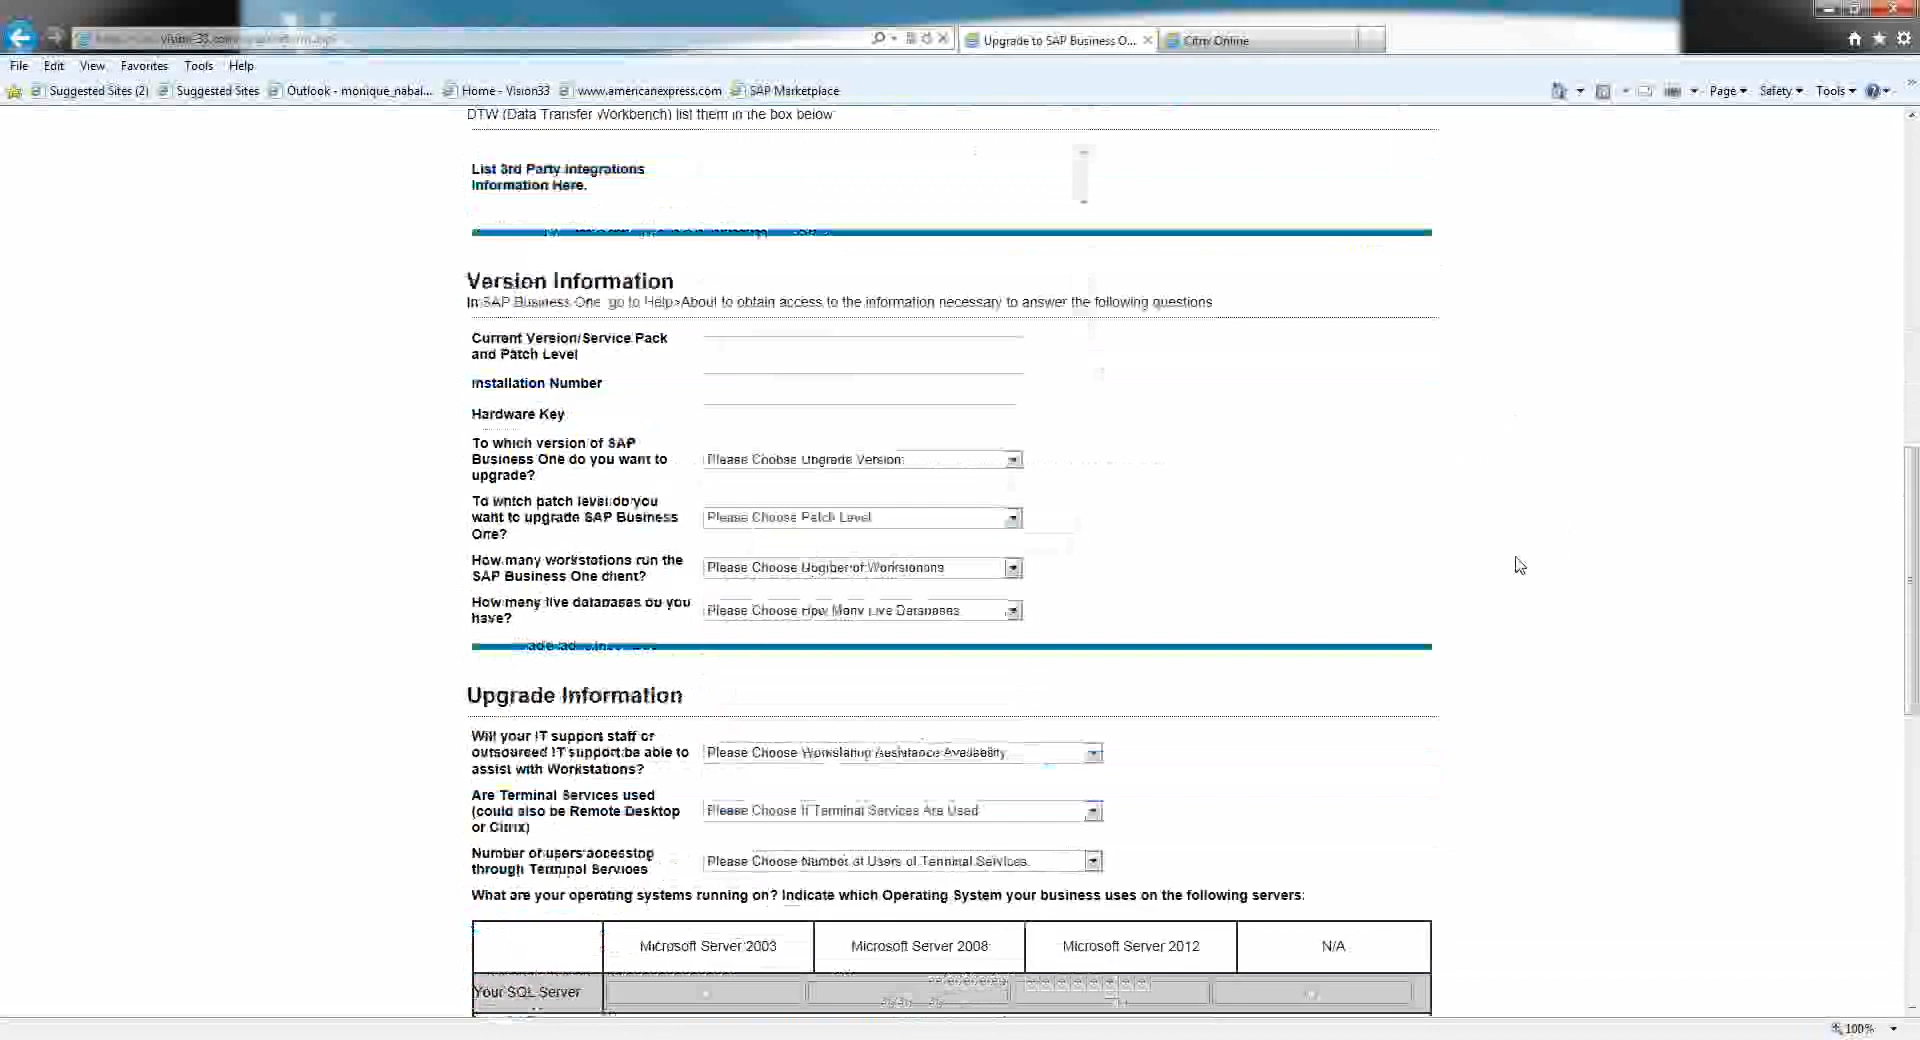 Upgrade to SAP Business O...
Citrix Online
File Edit View Favorites Tools Help
Suggested Sites (2) Suggested Sites Outlook - monique_nabal... Home - Vision33 www.americanexpress.com SAP Marketplace
Page Safety Tools
DTW (Data Transfer Workbench) list them in the box below
List 3rd Party Integrations
Information Here.
Version Information
In SAP Business One go to Help>About to obtain access to the information necessary to answer the following questions
Current Version/Service Pack
and Patch Level
Installation Number
Hardware Key
To which version of SAP
Business One do you want to
upgrade?
Please Choose Upgrade Version
To which patch level do you
want to upgrade SAP Business
One?
Please Choose Patch Level
How many workstations run the
SAP Business One client?
Please Choose of Workstations
How many live databases do you
have?
Please Choose How Many Live Databases
Upgrade Information
Will your IT support staff or
outsourced IT support be able to
assist with Workstations?
Please Choose Workstation Assistance Availability
Are Terminal Services used
(could also be Remote Desktop
or Citrix)
Please Choose If Terminal Services Are Used
Number of users accessing
through Terminal Services
Please Choose Number of Users of Terminal Services
What are your operating systems running on? Indicate which Operating System your business uses on the following servers:
Microsoft Server 2003 Microsoft Server 2008 Microsoft Server 2012 N/A
Your SQL Server
100%